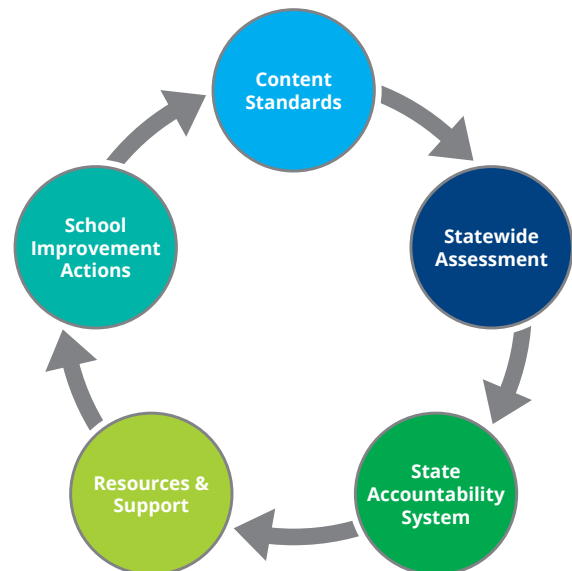 Content
Standards
Statewide
Assessment
State
Accountability
System
Resources &
Support
School
Improvement
Actions